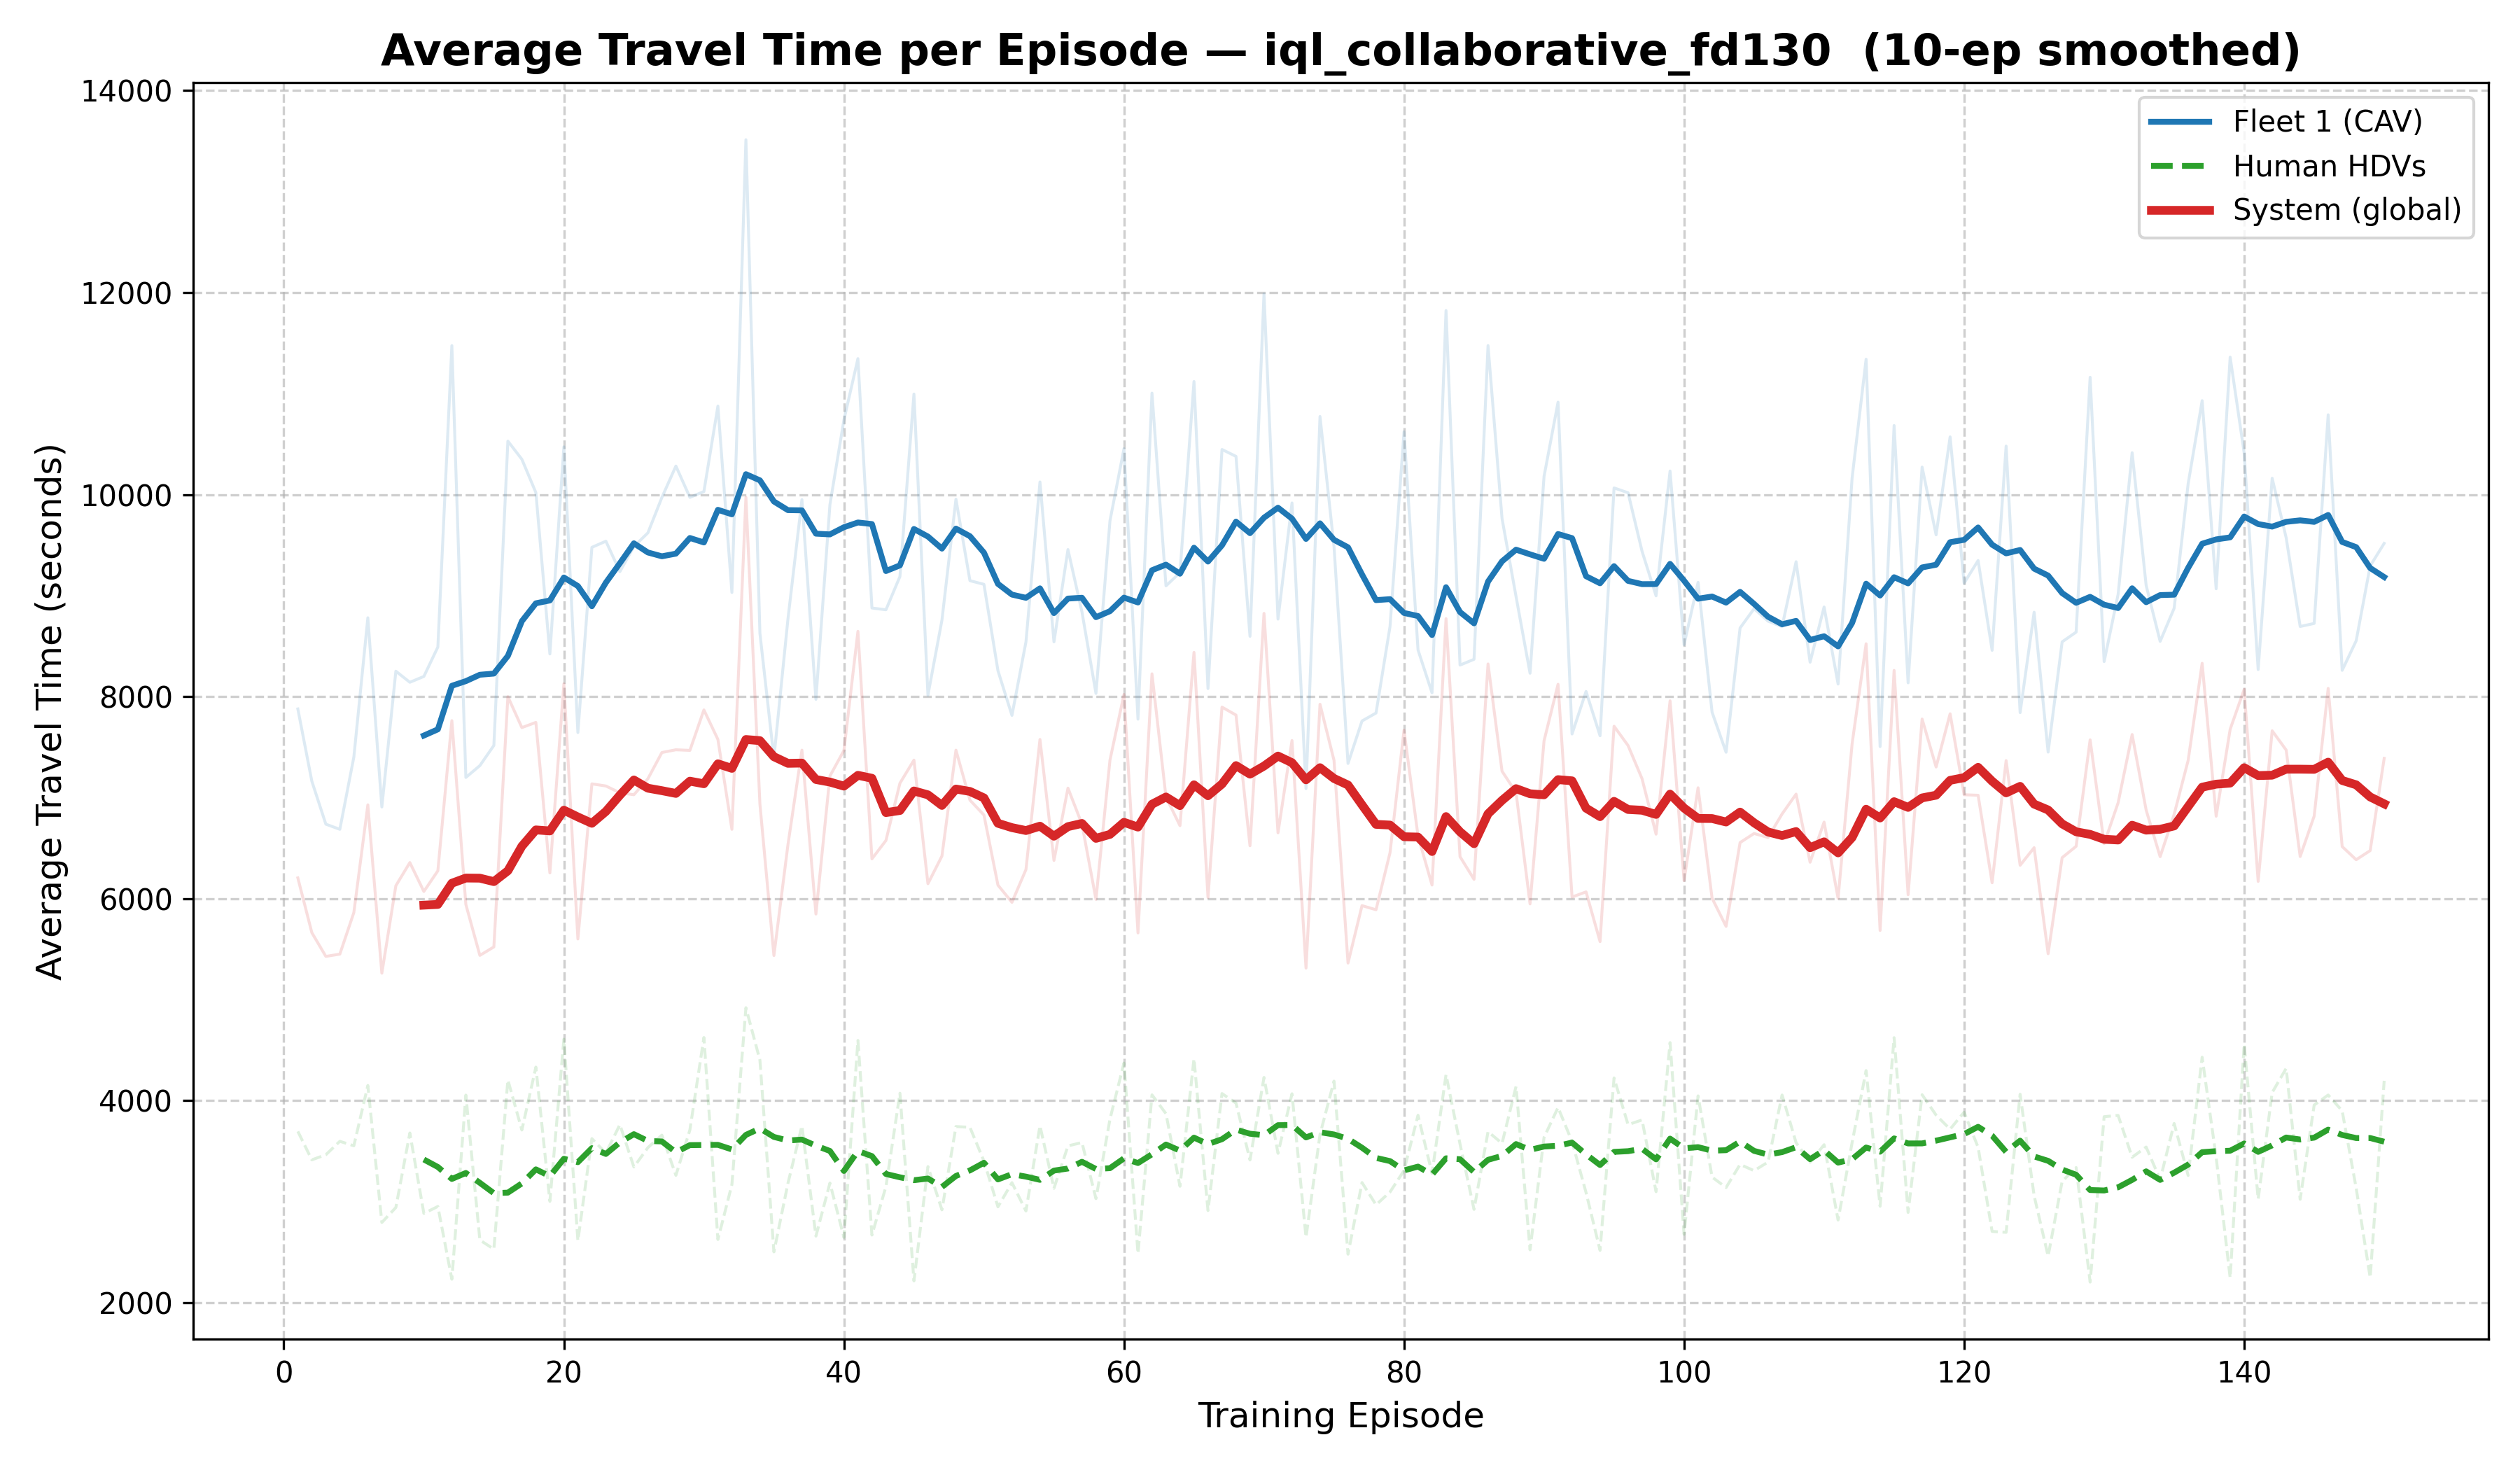 Average Travel Time per Episode — iql_collaborative_fd130 (10-ep smoothed)
14000
12000
10000
8000
6000
4000
2000
Average Travel Time (seconds)
Fleet 1 (CAV)
Human HDVs
System (global)
0 20 40 60 80 100 120 140
Training Episode